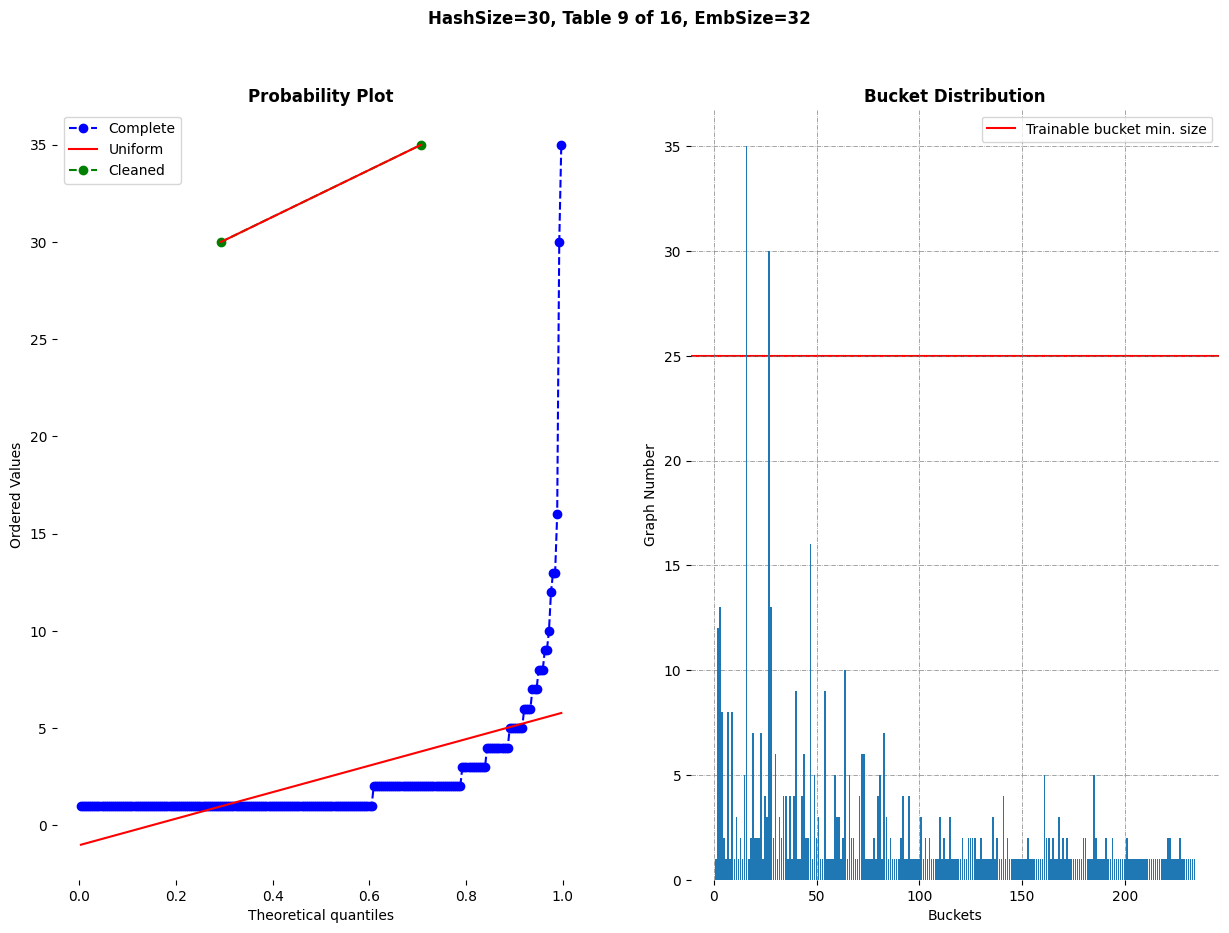 HashSize=30, Table 9 of 16, EmbSize=32
Probability Plot
Complete
Uniform
Cleaned
35
30
25
20
15
10
5
0
Ordered Values
0.0 0.2 0.4 0.6 0.8 1.0
Theoretical quantiles
Bucket Distribution
Trainable bucket min. size
35
30
25
20
15
10
5
0
Graph Number
0 50 100 150 200
Buckets